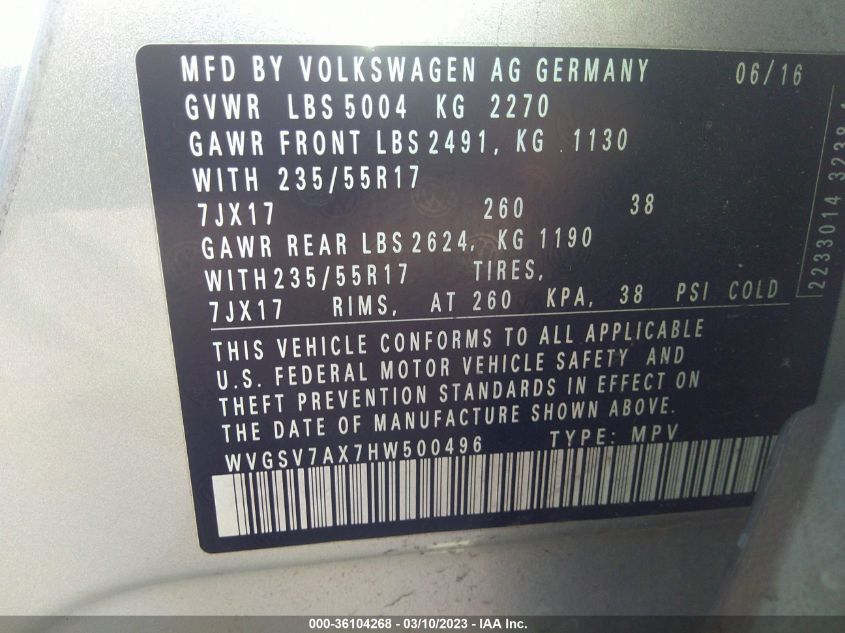 MFD BY VOLKSWAGEN AG GERMANY 06/16
GVWR LBS 5004 KG 2270
GAWR FRONT LBS 2491, KG 1130
WITH 235/55R17
7JX17 260 38
GAWR REAR LBS 2624, KG 1190
WITH 235/55R17 TIRES,
7JX17 RIMS, AT 260 KPA, 38 PSI COLD
THIS VEHICLE CONFORMS TO ALL APPLICABLE
U.S. FEDERAL MOTOR VEHICLE SAFETY AND
THEFT PREVENTION STANDARDS IN EFFECT ON
THE DATE OF MANUFACTURE SHOWN ABOVE.
WVGSV7AX7HW500496 TYPE: MPV
2233014
000-36104268 - 03/10/2023 - IAA Inc.